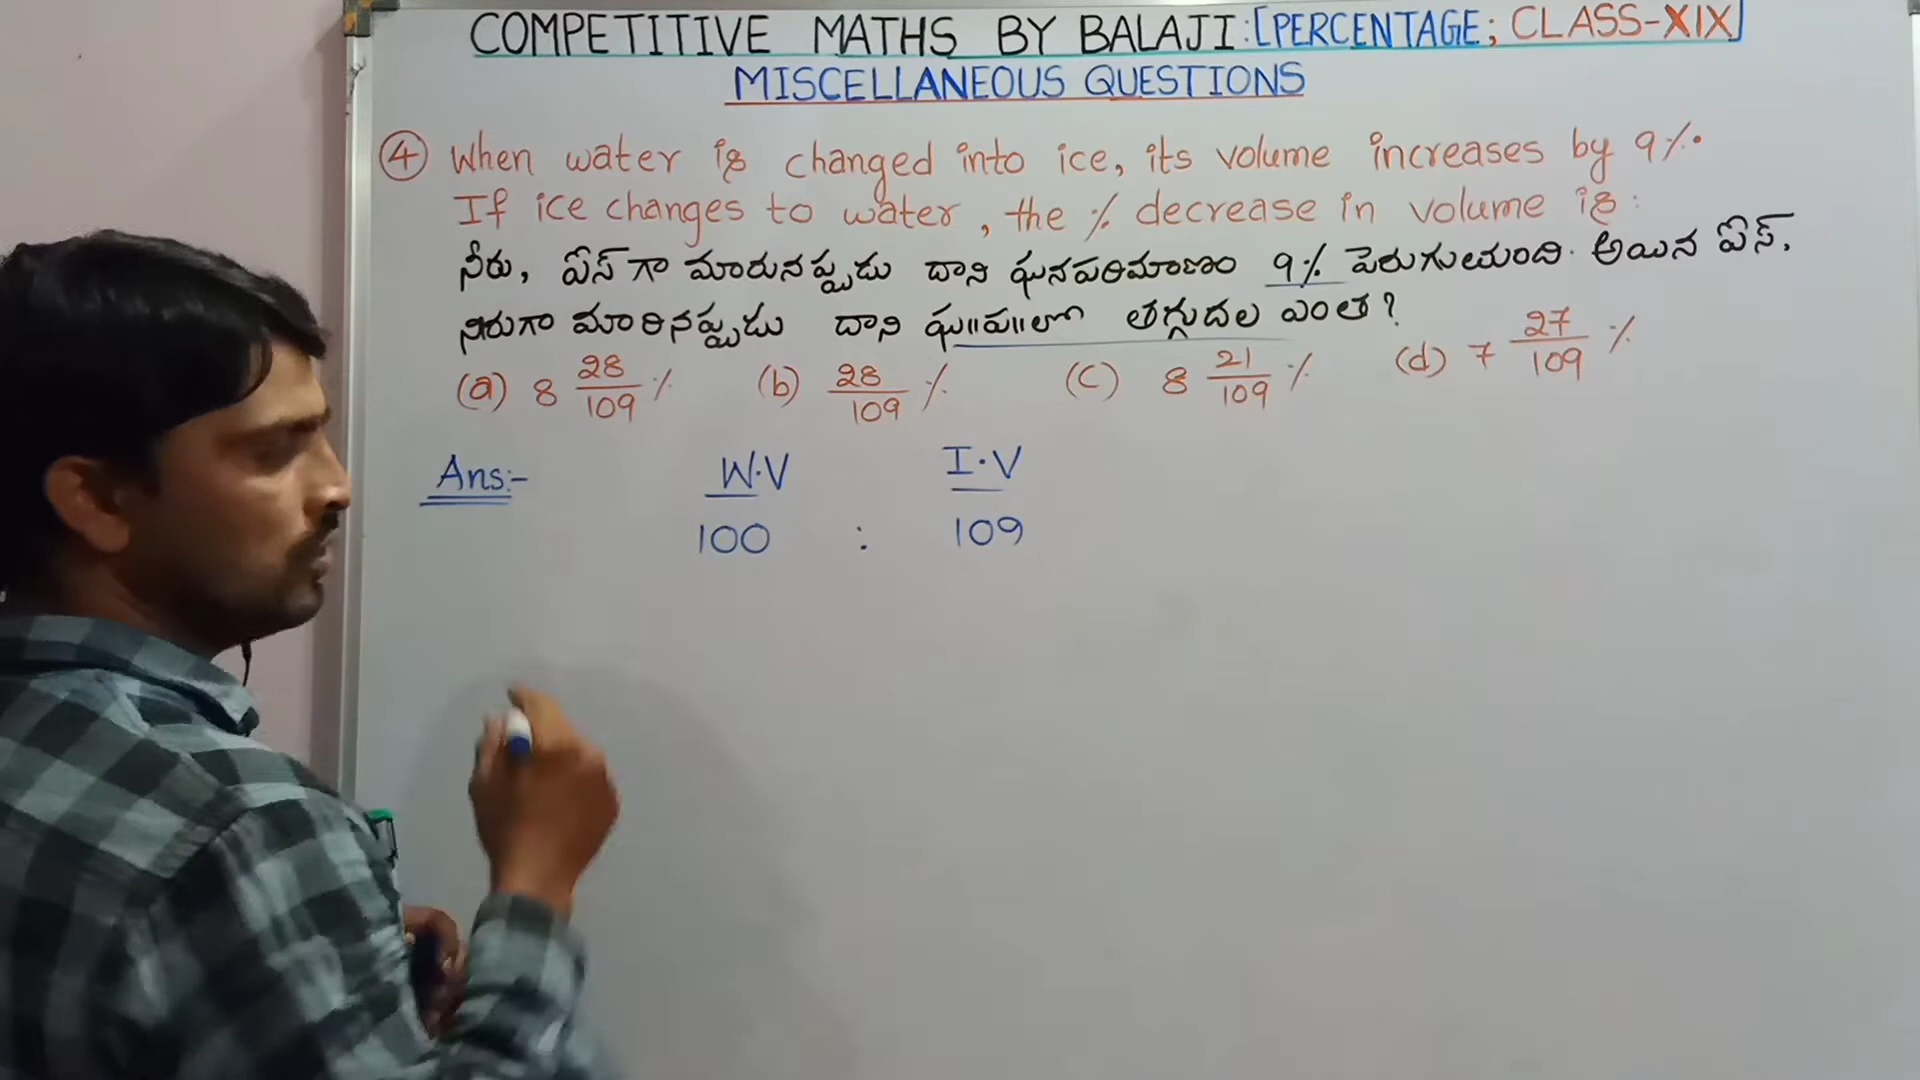 COMPETITIVE MATHS BY BALAJI: [PERCENTAGE; CLASS-XIX]
MISCELLANEOUS QUESTIONS
④ When water is changed into ice, its volume increases by 9%.
If ice changes to water, the % decrease in volume is:
నీరు, ఏస్ గా మారునప్పుడు దాని ఘనపరిమాణం 9% పెరుగుతుంది. అయిన ఏస్,
నీరుగా మారినప్పుడు దాని ఘ॥ప॥లో తగ్గుదల ఎంత?
(a) 8 28/109 % (b) 28/109 % (c) 8 21/109 % (d) 7 27/109 %
Ans:- W.V I.V
100 : 109